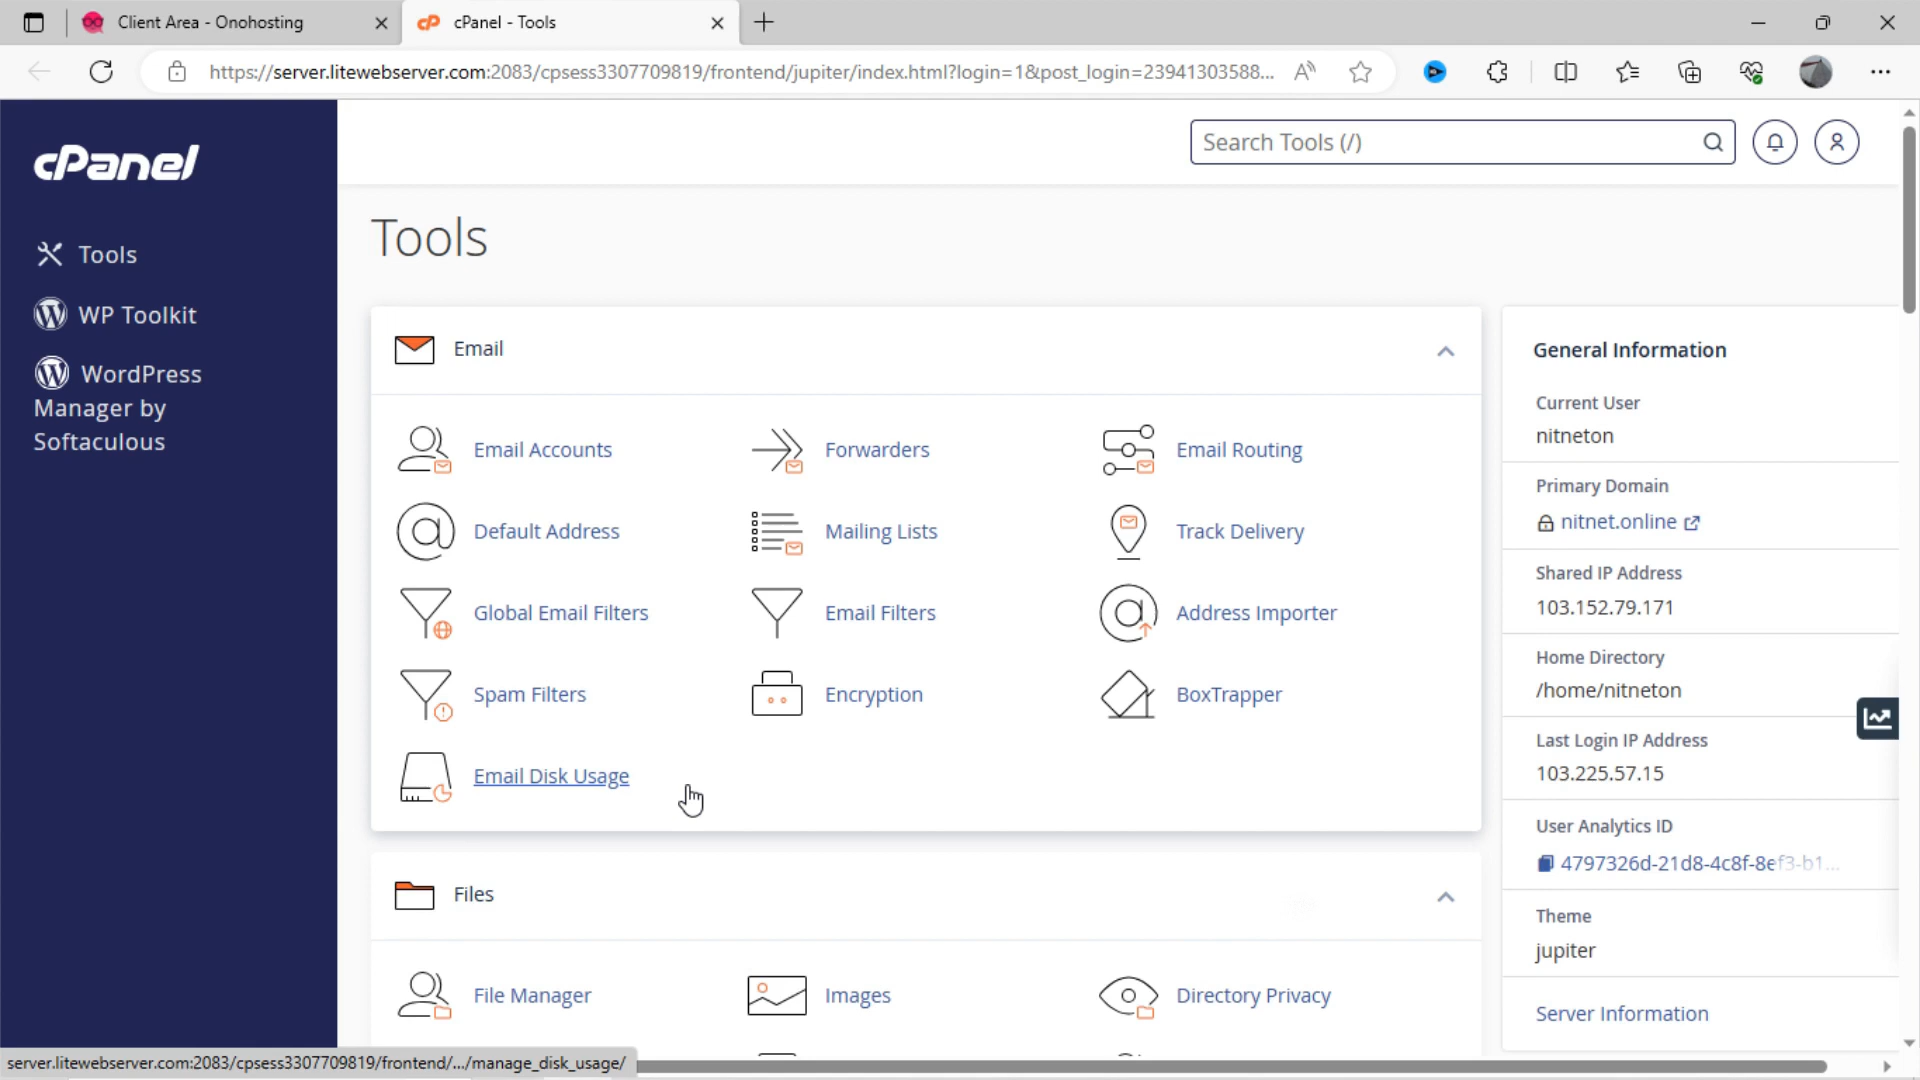 Client Area - Onohosting
cPanel - Tools
https://server.litewebserver.com:2083/cpsess3307709819/frontend/jupiter/index.html?login=1&post_login=23941303588...
cPanel
Search Tools (/)
Tools
WP Toolkit
WordPress
Manager by
Softaculous
Tools
Email
Email Accounts
Forwarders
Email Routing
Default Address
Mailing Lists
Track Delivery
Global Email Filters
Email Filters
Address Importer
Spam Filters
Encryption
BoxTrapper
Email Disk Usage
Files
File Manager
Images
Directory Privacy
General Information
Current User
nitneton
Primary Domain
nitnet.online
Shared IP Address
103.152.79.171
Home Directory
/home/nitneton
Last Login IP Address
103.225.57.15
User Analytics ID
4797326d-21d8-4c8f-8ef3-b1...
Theme
jupiter
Server Information
server.litewebserver.com:2083/cpsess3307709819/frontend/.../manage_disk_usage/